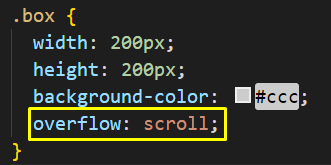 .box {
width: 200px;
height: 200px;
background-color: #ccc;
overflow: scroll;
}